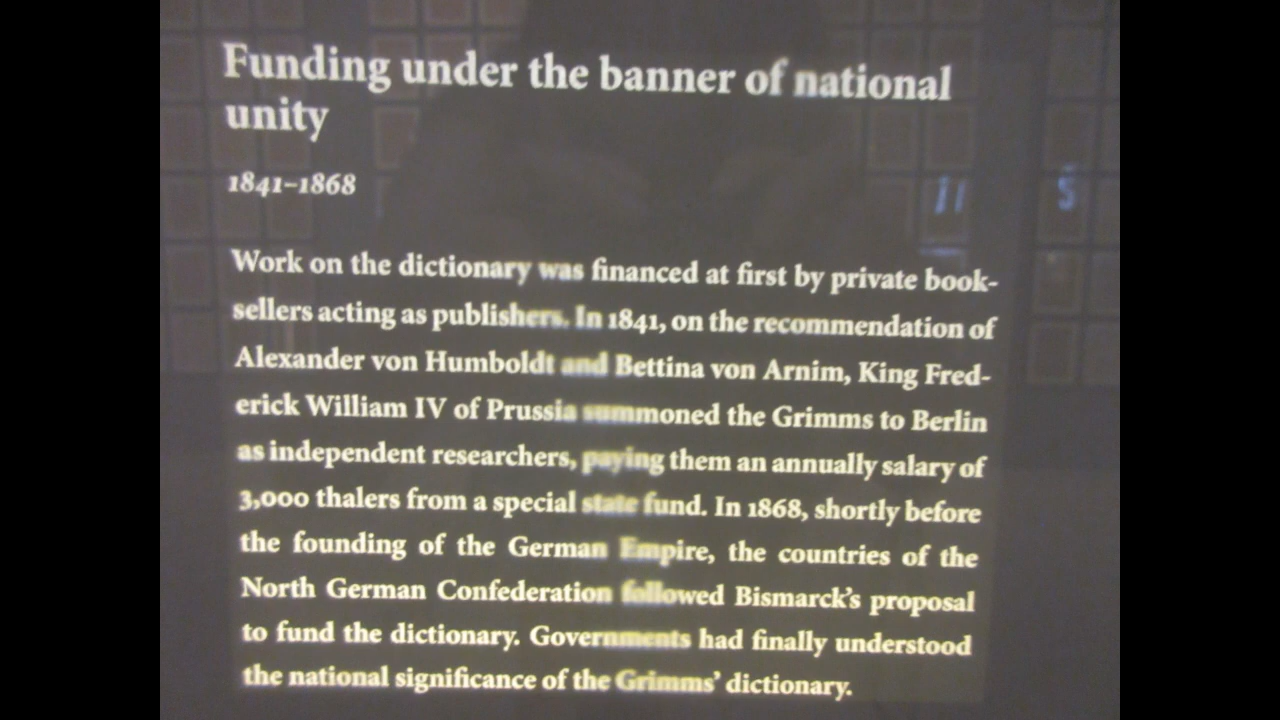 Funding under the banner of national
unity
1841–1868
11 5
Work on the dictionary was financed at first by private book-
sellers acting as publishers. In 1841, on the recommendation of
Alexander von Humboldt and Bettina von Arnim, King Fred-
erick William IV of Prussia summoned the Grimms to Berlin
as independent researchers, paying them an annually salary of
3,000 thalers from a special state fund. In 1868, shortly before
the founding of the German Empire, the countries of the
North German Confederation followed Bismarck's proposal
to fund the dictionary. Governments had finally understood
the national significance of the Grimms' dictionary.